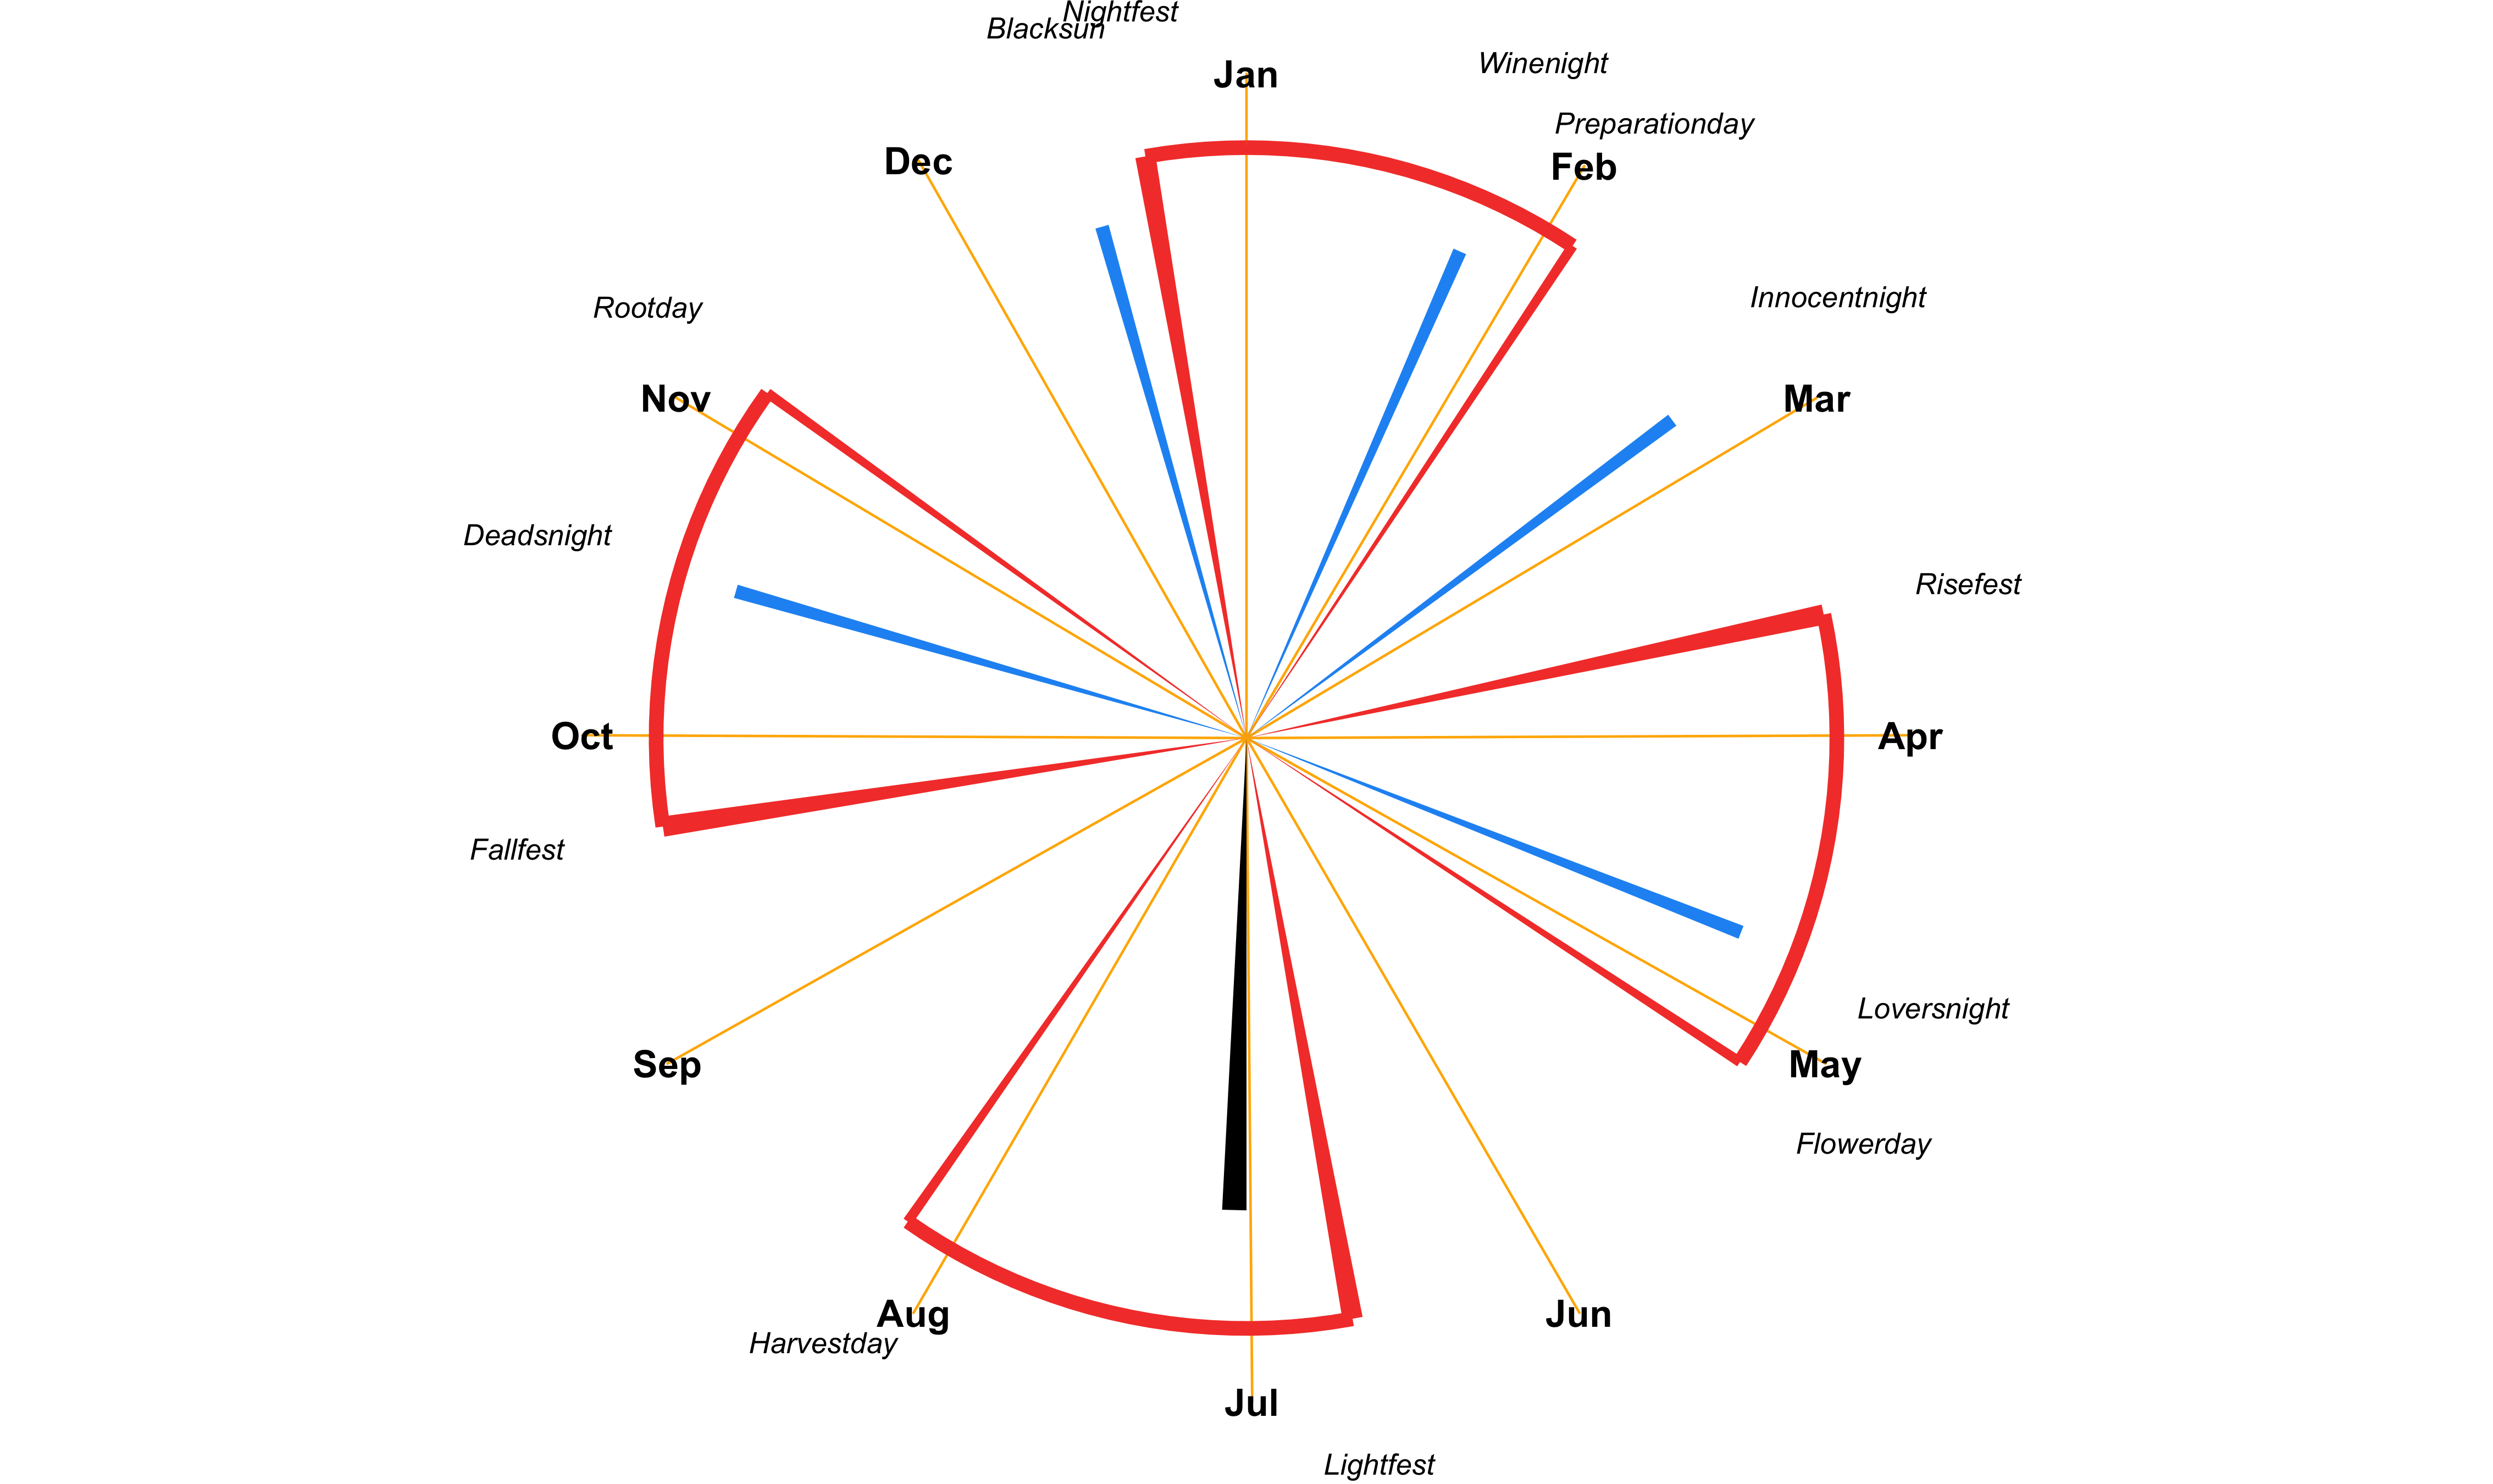 Nightfest
Blacksun
Winenight
Jan
Preparationday
Dec
Feb
Innocentnight
Rootday
Nov
Mar
Deadsnight
Risefest
Oct
Apr
Fallfest
Loversnight
Sep
May
Flowerday
Aug
Jun
Harvestday
Jul
Lightfest